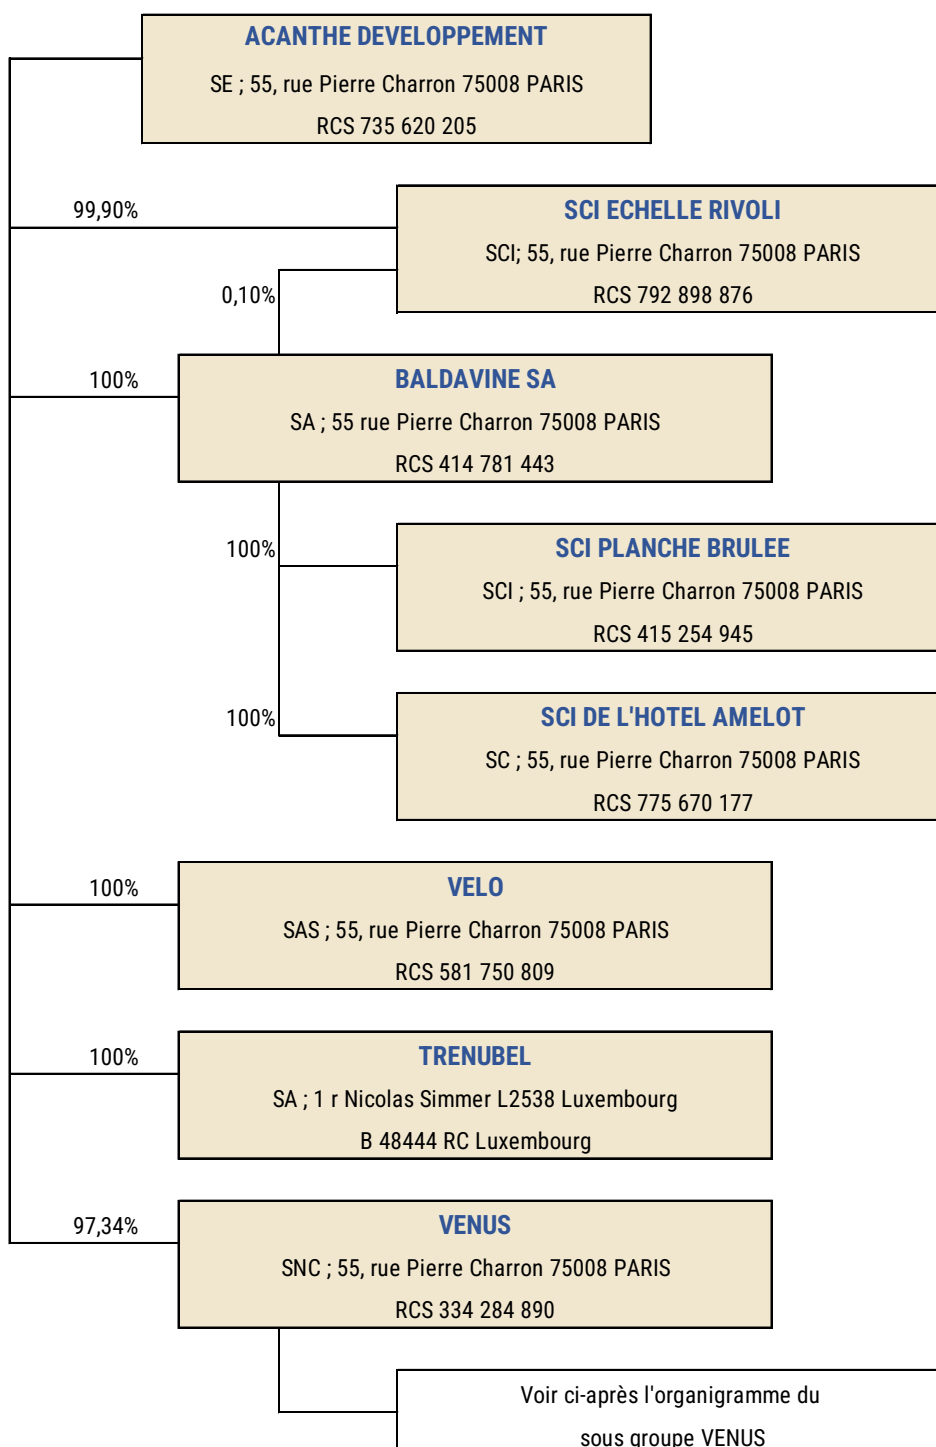 ACANTHE DEVELOPPEMENT
SE ; 55, rue Pierre Charron 75008 PARIS
RCS 735 620 205
99,90%
SCI ECHELLE RIVOLI
SCI; 55, rue Pierre Charron 75008 PARIS
RCS 792 898 876
0,10%
100%
BALDAVINE SA
SA ; 55 rue Pierre Charron 75008 PARIS
RCS 414 781 443
100%
SCI PLANCHE BRULEE
SCI ; 55, rue Pierre Charron 75008 PARIS
RCS 415 254 945
100%
SCI DE L'HOTEL AMELOT
SC ; 55, rue Pierre Charron 75008 PARIS
RCS 775 670 177
100%
VELO
SAS ; 55, rue Pierre Charron 75008 PARIS
RCS 581 750 809
100%
TRENUBEL
SA ; 1 r Nicolas Simmer L2538 Luxembourg
B 48444 RC Luxembourg
97,34%
VENUS
SNC ; 55, rue Pierre Charron 75008 PARIS
RCS 334 284 890
Voir ci-après l'organigramme du
sous groupe VENUS